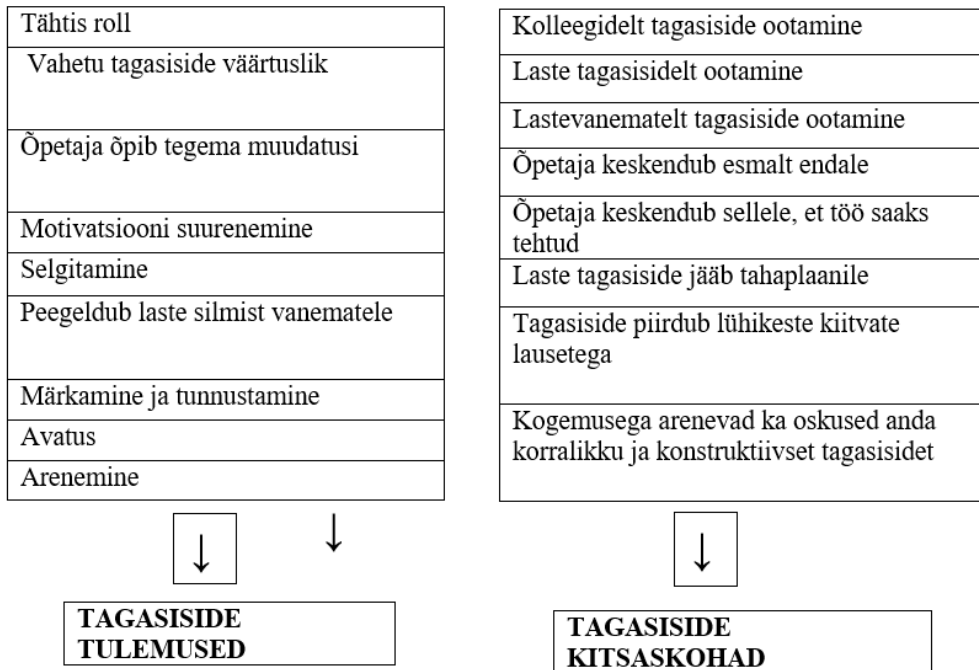 Tähtis roll
Vahetu tagasiside väärtuslik
Õpetaja õpib tegema muudatusi
Motivatsiooni suurenemine
Selgitamine
Peegeldub laste silmist vanematele
Märkamine ja tunnustamine
Avatus
Arenemine
↓
↓
TAGASISIDE
TULEMUSED
Kolleegidelt tagasiside ootamine
Laste tagasisidelt ootamine
Lastevanematelt tagasiside ootamine
Õpetaja keskendub esmalt endale
Õpetaja keskendub sellele, et töö saaks
tehtud
Laste tagasiside jääb tahaplaanile
Tagasiside piirdub lühikeste kiitvate
lausetega
Kogemusega arenevad ka oskused anda
korralikku ja konstruktiivset tagasisidet
↓
TAGASISIDE
KITSASKOHAD